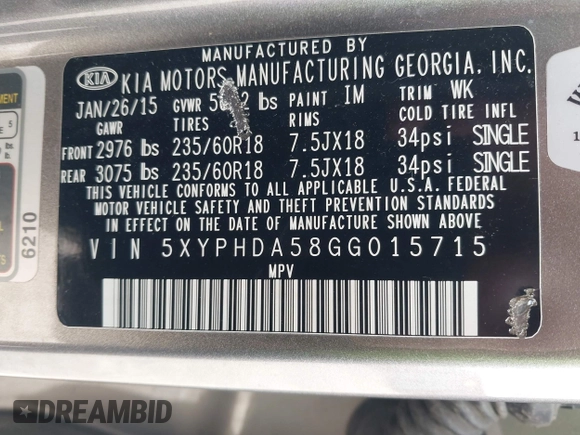 MANUFACTURED BY
KIA KIA MOTORS MANUFACTURING GEORGIA, INC.
JAN/26/15 GVWR lbs PAINT IM TRIM WK
GAWR TIRES RIMS COLD TIRE INFL
FRONT 2976 lbs 235/60R18 7.5JX18 34psi SINGLE
REAR 3075 lbs 235/60R18 7.5JX18 34psi SINGLE
THIS VEHICLE CONFORMS TO ALL APPLICABLE U.S.A. FEDERAL
MOTOR VEHICLE SAFETY AND THEFT PREVENTION STANDARDS
IN EFFECT ON THE DATE OF MANUFACTURE SHOWN ABOVE.
VIN 5XYPHDA58GG015715
MPV
6210
DREAMBID